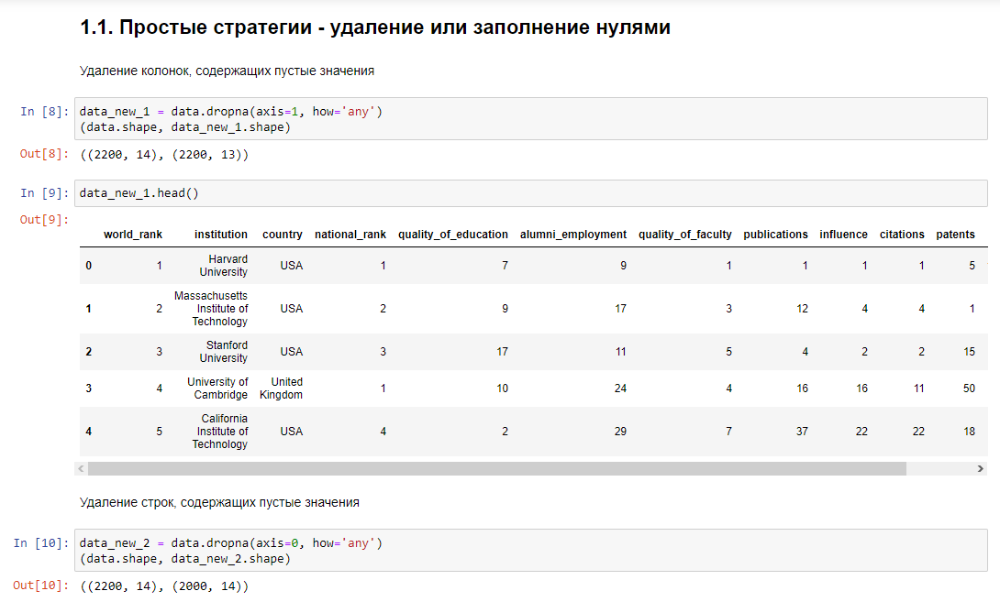 1.1. Простые стратегии - удаление или заполнение нулями
Удаление колонок, содержащих пустые значения
In [8]: data_new_1 = data.dropna(axis=1, how='any')
(data.shape, data_new_1.shape)
Out[8]: ((2200, 14), (2200, 13))
In [9]: data_new_1.head()
Out[9]:
world_rank institution country national_rank quality_of_education alumni_employment quality_of_faculty publications influence citations patents
0 1 Harvard University USA 1 7 9 1 1 1 1 5
1 2 Massachusetts Institute of Technology USA 2 9 17 3 12 4 4 1
2 3 Stanford University USA 3 17 11 5 4 2 2 15
3 4 University of Cambridge United Kingdom 1 10 24 4 16 16 11 50
4 5 California Institute of Technology USA 4 2 29 7 37 22 22 18
Удаление строк, содержащих пустые значения
In [10]: data_new_2 = data.dropna(axis=0, how='any')
(data.shape, data_new_2.shape)
Out[10]: ((2200, 14), (2000, 14))